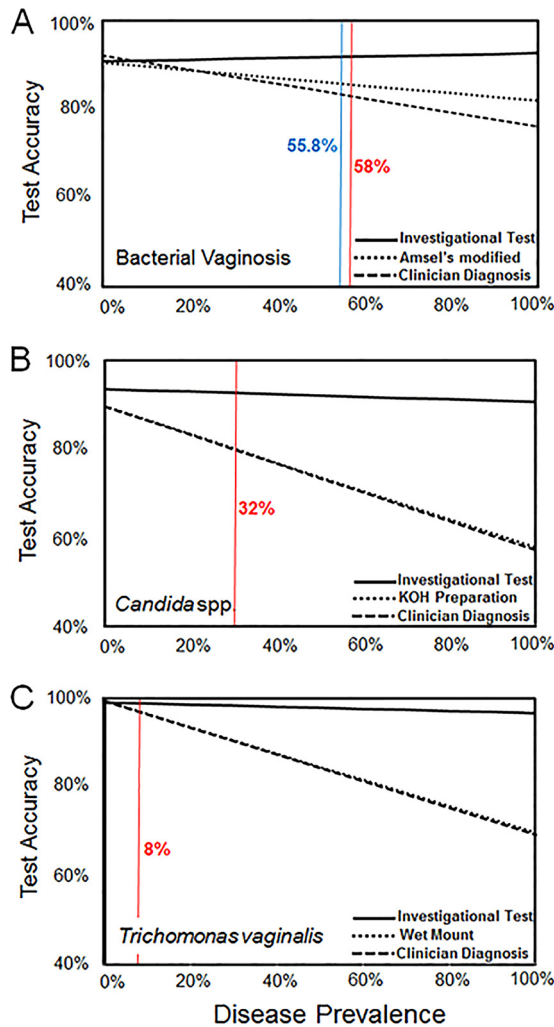 A
100%
80%
60%
40%
Test Accuracy
55.8%
58%
Investigational Test
Amsel's modified
Clinician Diagnosis
Bacterial Vaginosis
0% 20% 40% 60% 80% 100%
B
100%
80%
60%
40%
Test Accuracy
32%
Investigational Test
KOH Preparation
Clinician Diagnosis
Candida spp.
0% 20% 40% 60% 80% 100%
C
100%
80%
60%
40%
Test Accuracy
8%
Investigational Test
Wet Mount
Clinician Diagnosis
Trichomonas vaginalis
0% 20% 40% 60% 80% 100%
Disease Prevalence